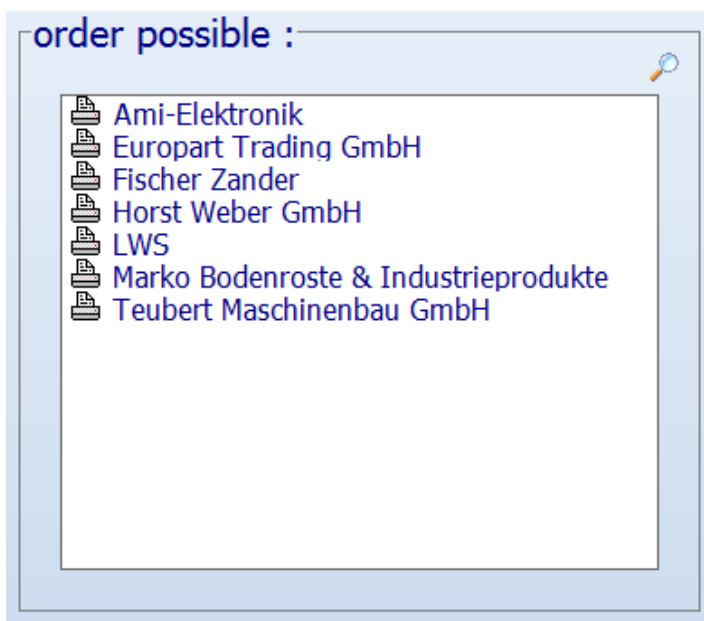 order possible :
Ami-Elektronik
Europart Trading GmbH
Fischer Zander
Horst Weber GmbH
LWS
Marko Bodenroste & Industrieprodukte
Teubert Maschinenbau GmbH